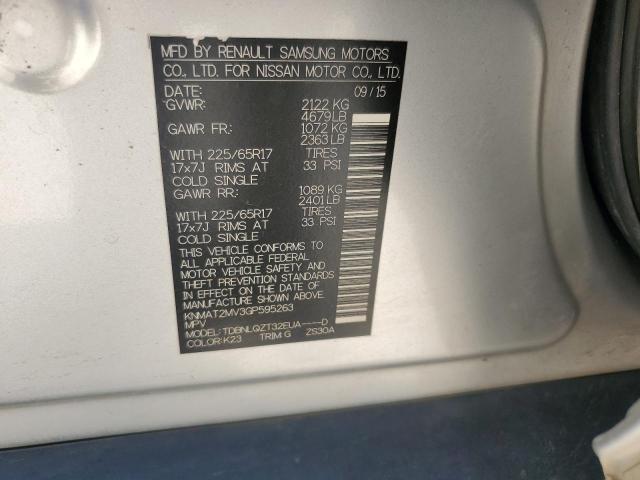 MFD BY RENAULT SAMSUNG MOTORS
CO., LTD. FOR NISSAN MOTOR CO., LTD.
DATE: 09/15
GVWR: 2122 KG
4679 LB
GAWR FR: 1072 KG
2363 LB
WITH 225/65R17 TIRES
17x7J RIMS AT 33 PSI
COLD SINGLE
GAWR RR: 1089 KG
2401 LB
WITH 225/65R17 TIRES
17x7J RIMS AT 33 PSI
COLD SINGLE
THIS VEHICLE CONFORMS TO
ALL APPLICABLE FEDERAL
MOTOR VEHICLE SAFETY AND
THEFT PREVENTION STANDARDS
IN EFFECT ON THE DATE OF
MANUFACTURE SHOWN ABOVE.
KNMAT2MV3GP595263
MPV
MODEL: TDBNLQZT32EUA-----D
COLOR: K23 TRIM G ZS30A